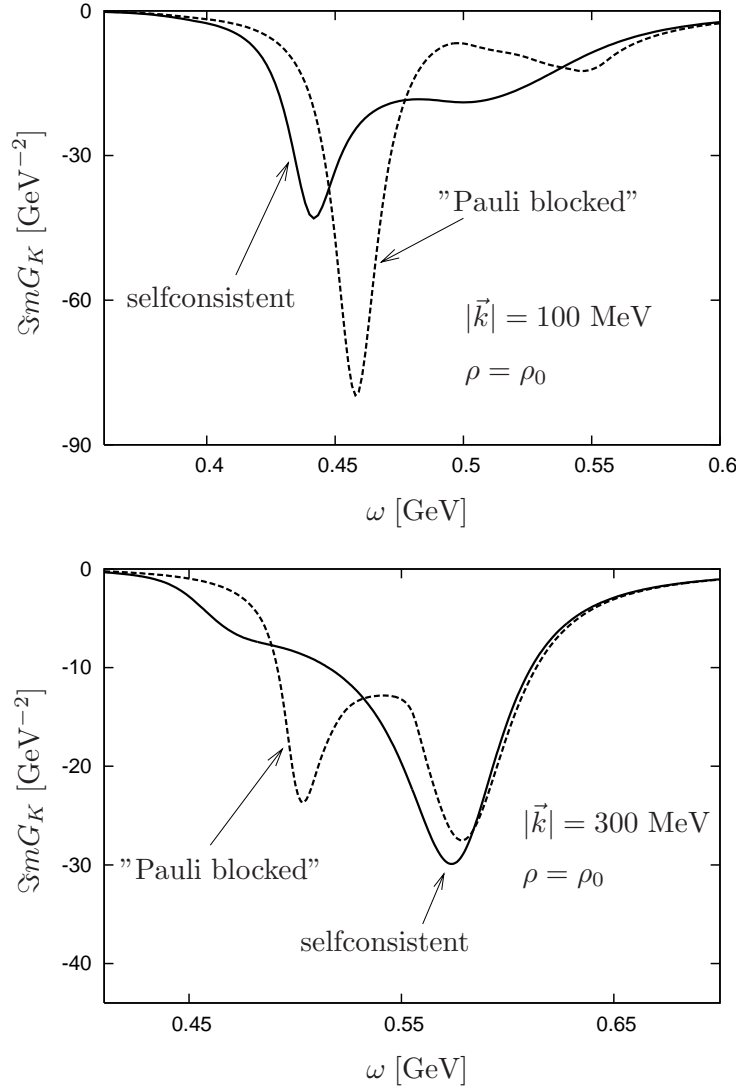 0
-30
-60
-90
ℑmG_K [GeV⁻²]
selfconsistent
”Pauli blocked”
|k⃗| = 100 MeV
ρ = ρ₀
0.4 0.45 0.5 0.55 0.6
ω [GeV]
0
-10
-20
-30
-40
ℑmG_K [GeV⁻²]
”Pauli blocked”
|k⃗| = 300 MeV
ρ = ρ₀
selfconsistent
0.45 0.55 0.65
ω [GeV]